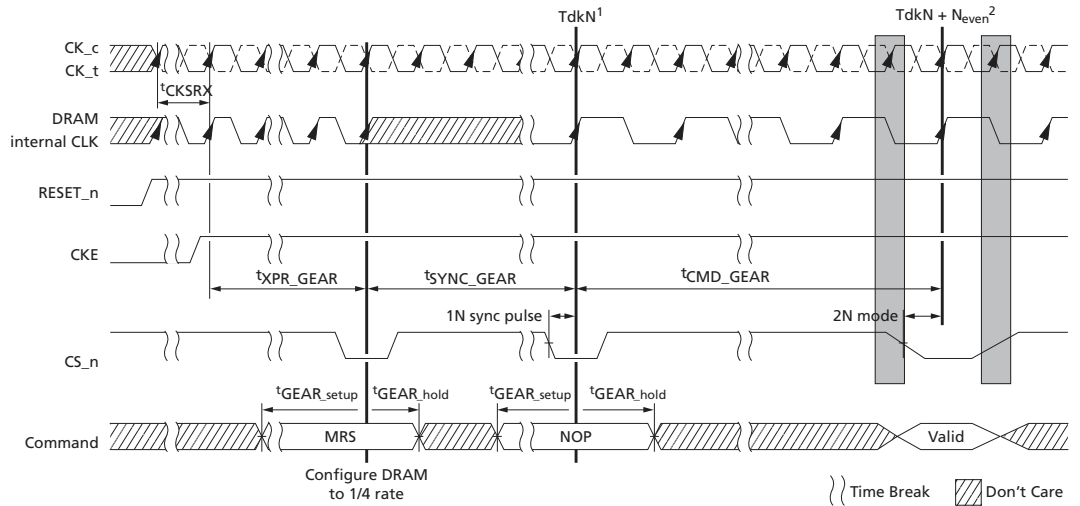 TdkN1
TdkN + Neven2
CK_c
CK_t
tCKSRX
DRAM
internal CLK
RESET_n
CKE
tXPR_GEAR
tSYNC_GEAR
tCMD_GEAR
1N sync pulse
2N mode
CS_n
tGEAR_setup
tGEAR_hold
tGEAR_setup
tGEAR_hold
Command
MRS
NOP
Valid
Configure DRAM
to 1/4 rate
Time Break
Don't Care